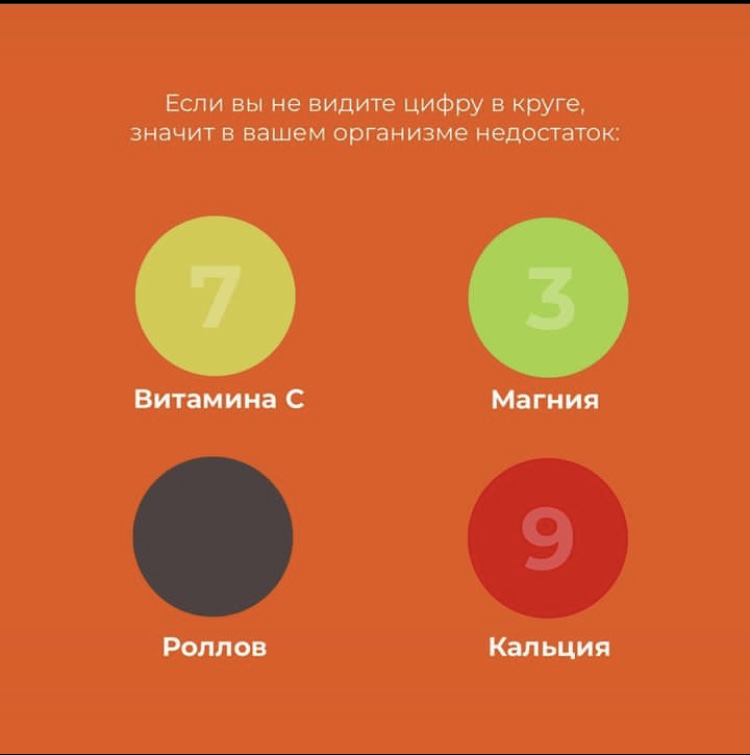 Если вы не видите цифру в круге,
значит в вашем организме недостаток:
7
3
Витамина С
Магния
9
Роллов
Кальция